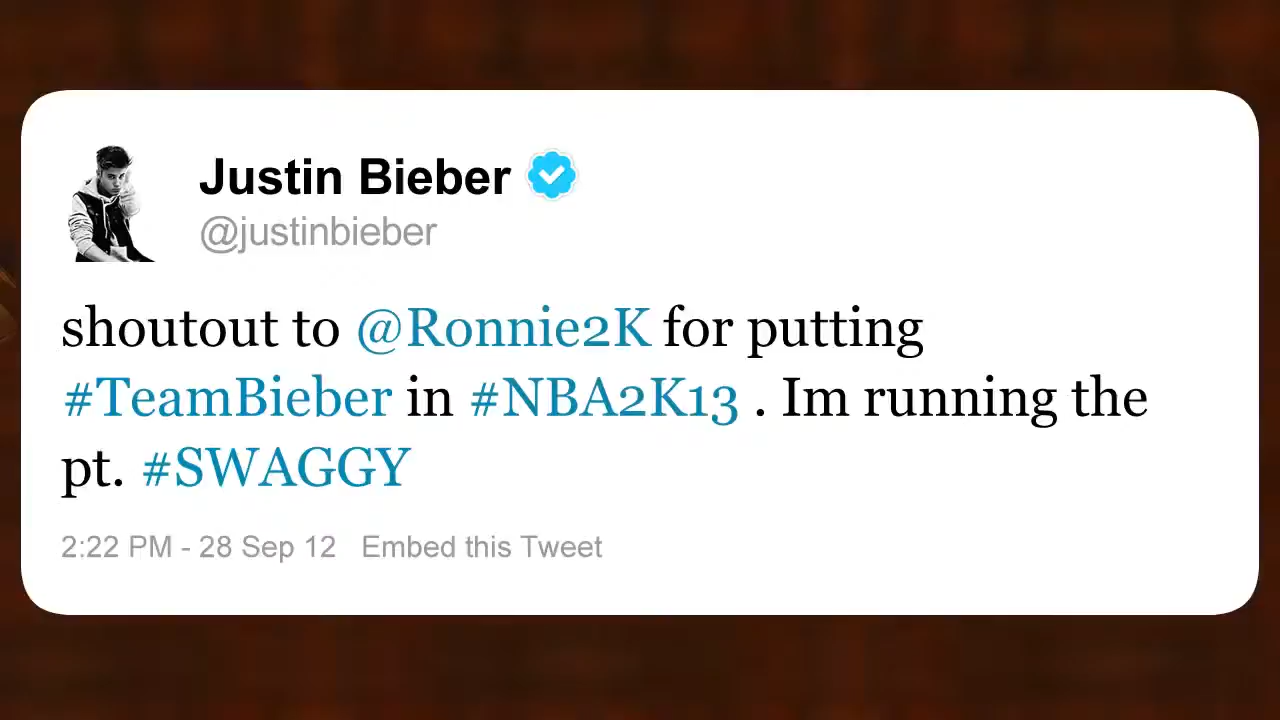 Justin Bieber
@justinbieber
shoutout to @Ronnie2K for putting
#TeamBieber in #NBA2K13 . Im running the
pt. #SWAGGY
2:22 PM - 28 Sep 12 Embed this Tweet